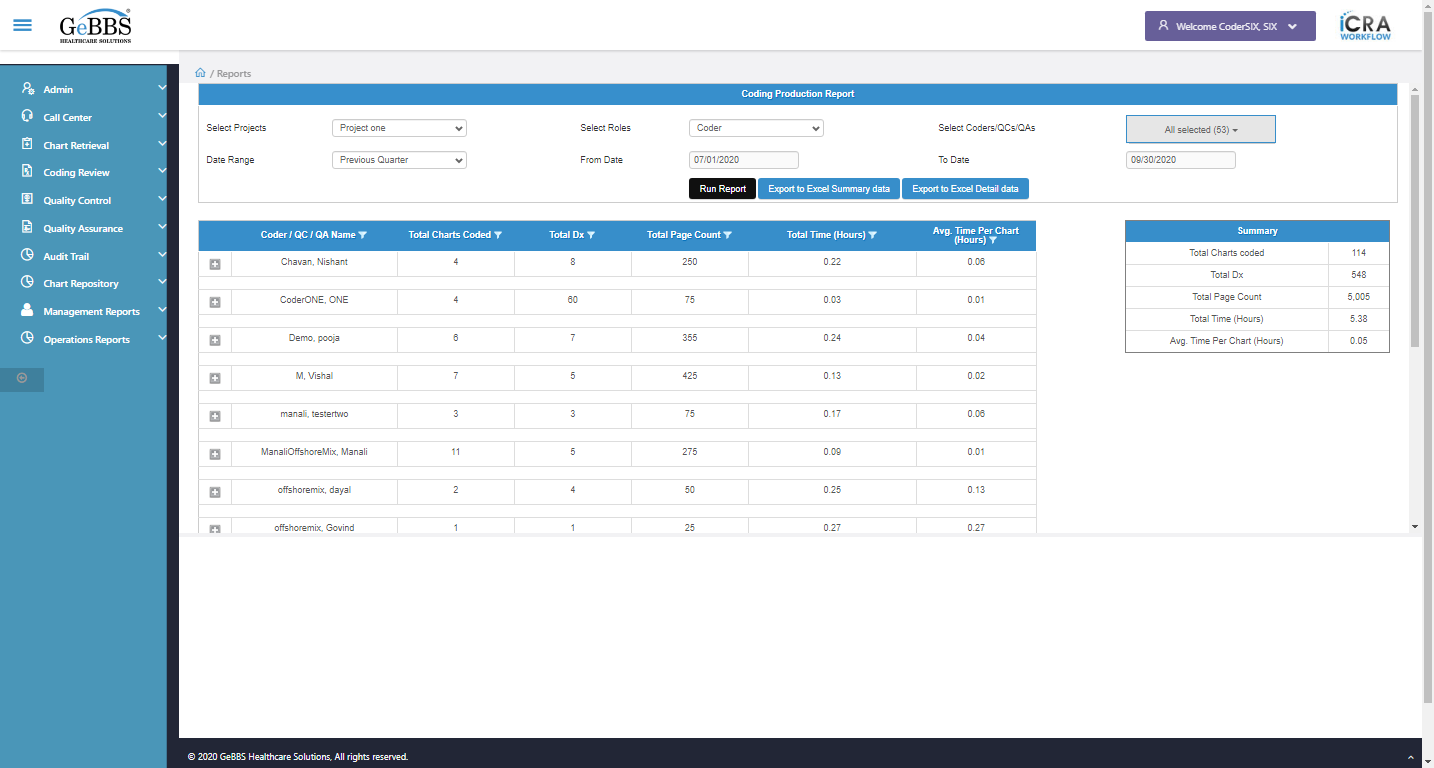 GeBBS®
HEALTHCARE SOLUTIONS
Welcome CoderSIX, SIX
iCRA
WORKFLOW
Admin
Call Center
Chart Retrieval
Coding Review
Quality Control
Quality Assurance
Audit Trail
Chart Repository
Management Reports
Operations Reports
/ Reports
Coding Production Report
Select Projects Project one Select Roles Coder Select Coders/QCs/QAs All selected (53)
Date Range Previous Quarter From Date 07/01/2020 To Date 09/30/2020
Run Report Export to Excel Summary data Export to Excel Detail data
Coder / QC / QA Name Total Charts Coded Total Dx Total Page Count Total Time (Hours) Avg. Time Per Chart
(Hours)
Chavan, Nishant 4 8 250 0.22 0.06
CoderONE, ONE 4 60 75 0.03 0.01
Demo, pooja 6 7 355 0.24 0.04
M, Vishal 7 5 425 0.13 0.02
manali, testertwo 3 3 75 0.17 0.06
ManaliOffshoreMix, Manali 11 5 275 0.09 0.01
offshoremix, dayal 2 4 50 0.25 0.13
offshoremix, Govind 1 1 25 0.27 0.27
Summary
Total Charts coded 114
Total Dx 548
Total Page Count 5,005
Total Time (Hours) 5.38
Avg. Time Per Chart (Hours) 0.05
© 2020 GeBBS Healthcare Solutions, All rights reserved.